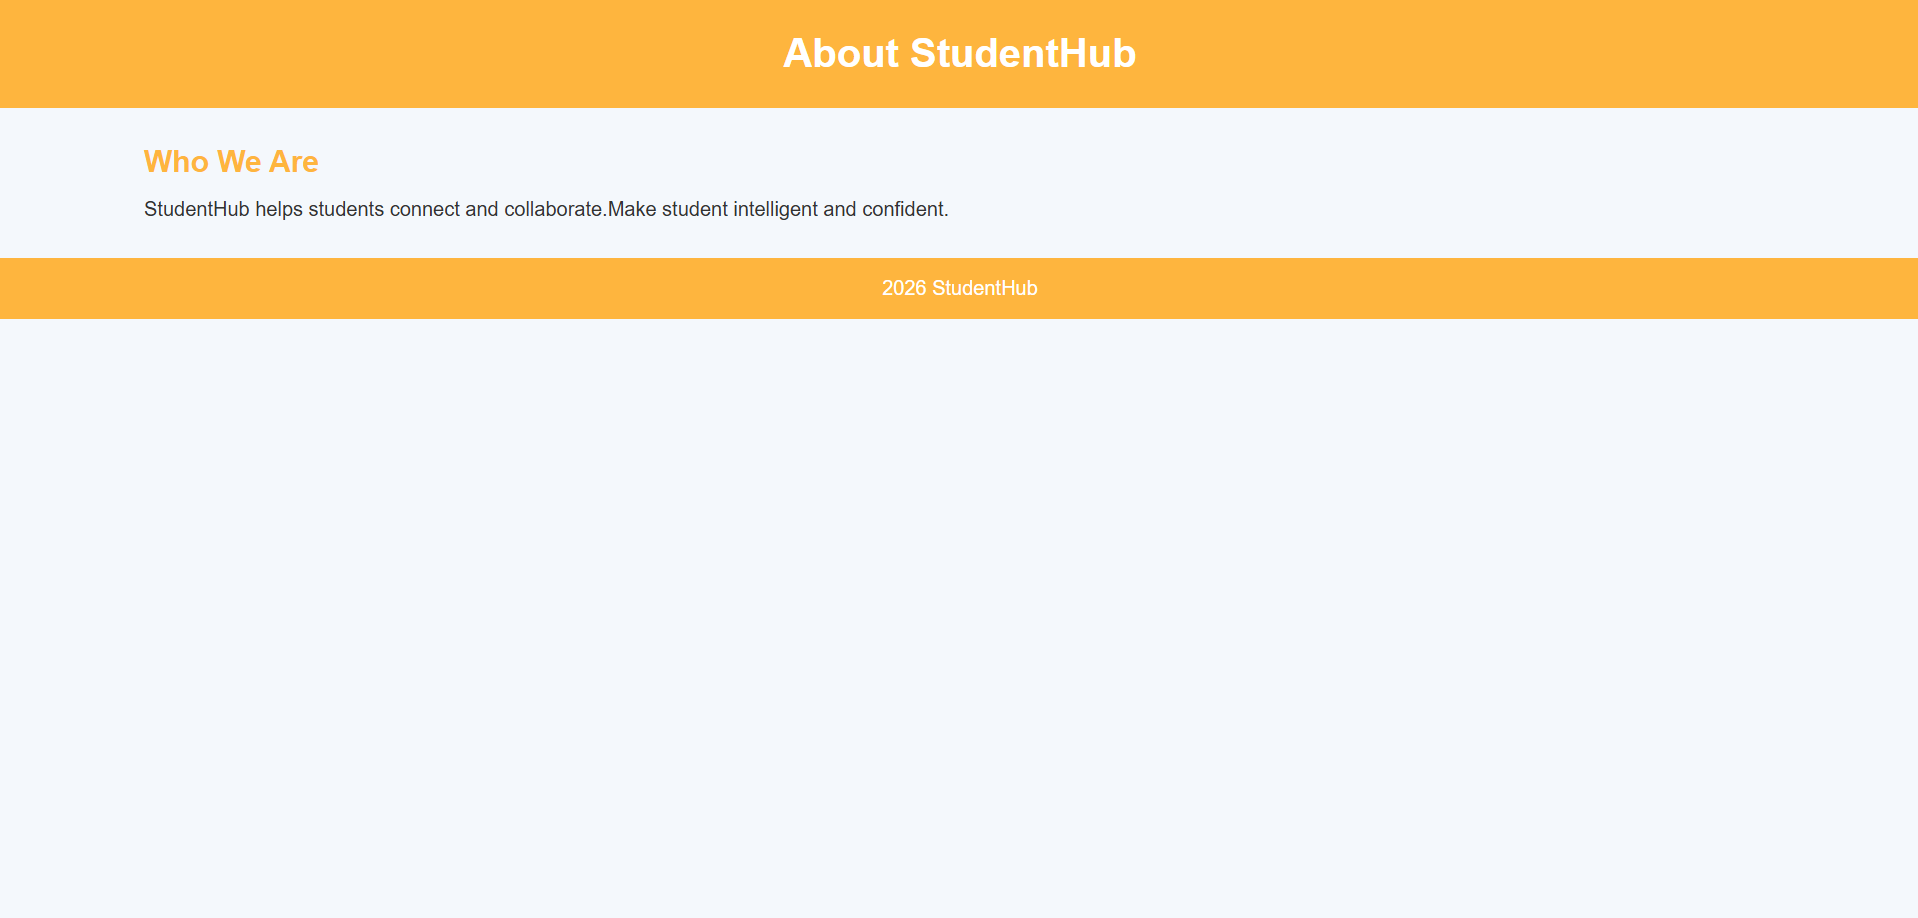 About StudentHub
Who We Are
StudentHub helps students connect and collaborate.Make student intelligent and confident.
2026 StudentHub